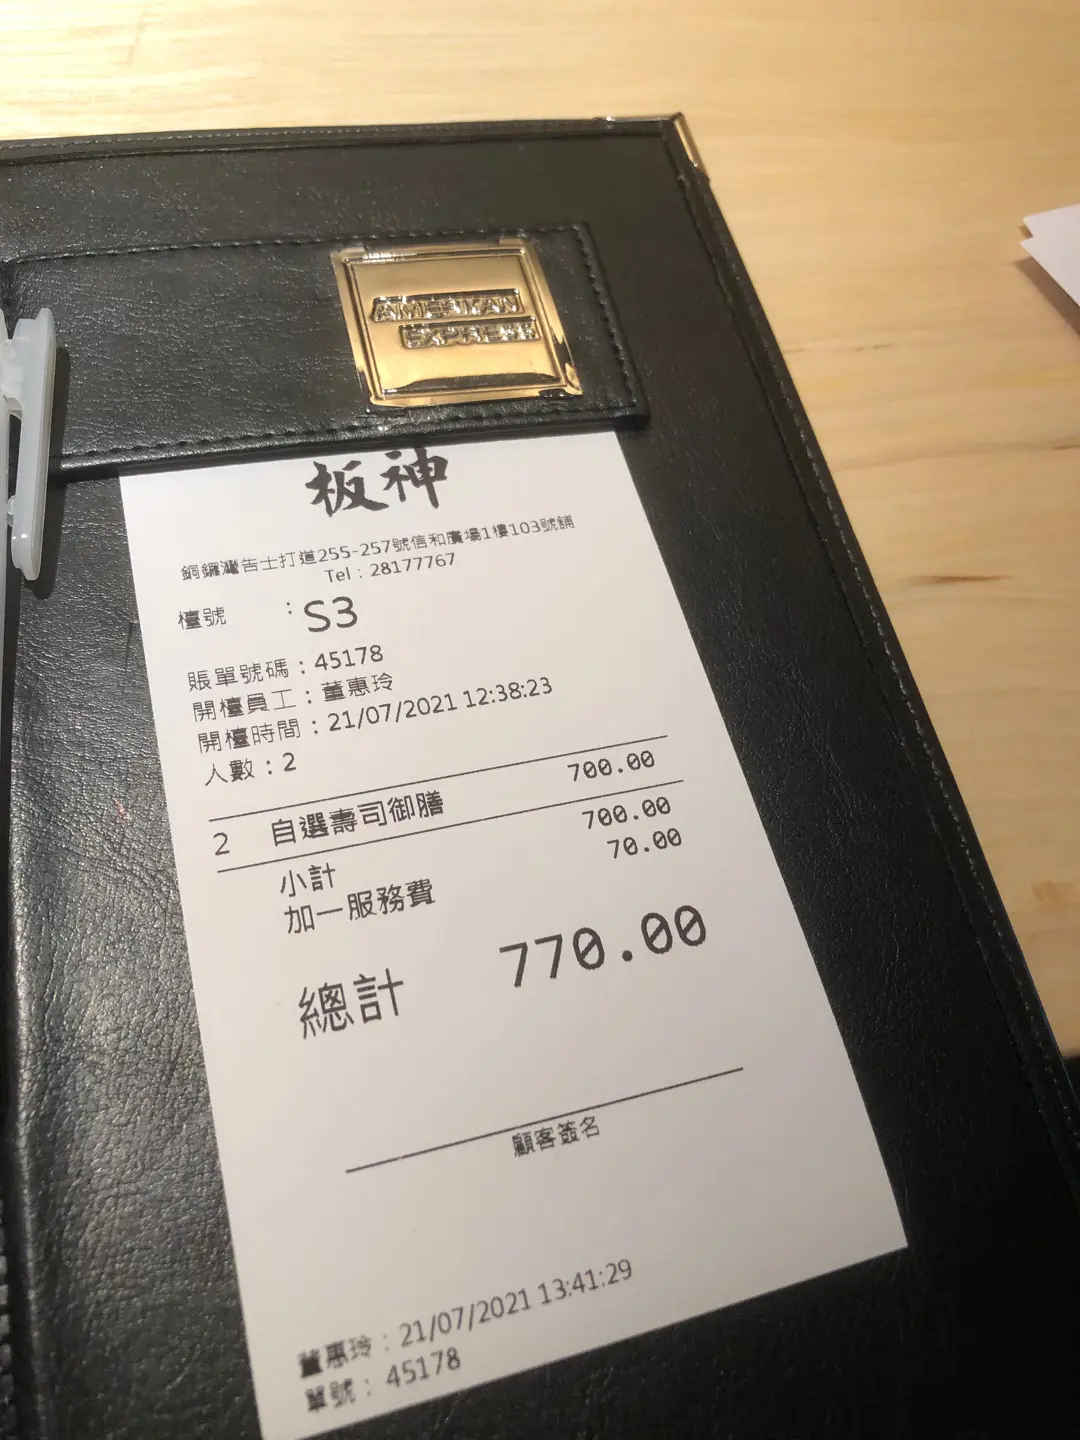 AMERICAN
EXPRESS
板神
銅鑼灣告士打道255-257號信和廣場1樓103號舖
Tel : 28177767
檯號 : S3
賬單號碼 : 45178
開檯員工 : 董惠玲
開檯時間 : 21/07/2021 12:38:23
人數 : 2
2 自選壽司御膳 700.00
小計 700.00
加一服務費 70.00
總計 770.00
顧客簽名
董惠玲 : 21/07/2021 13:41:29
單號 : 45178